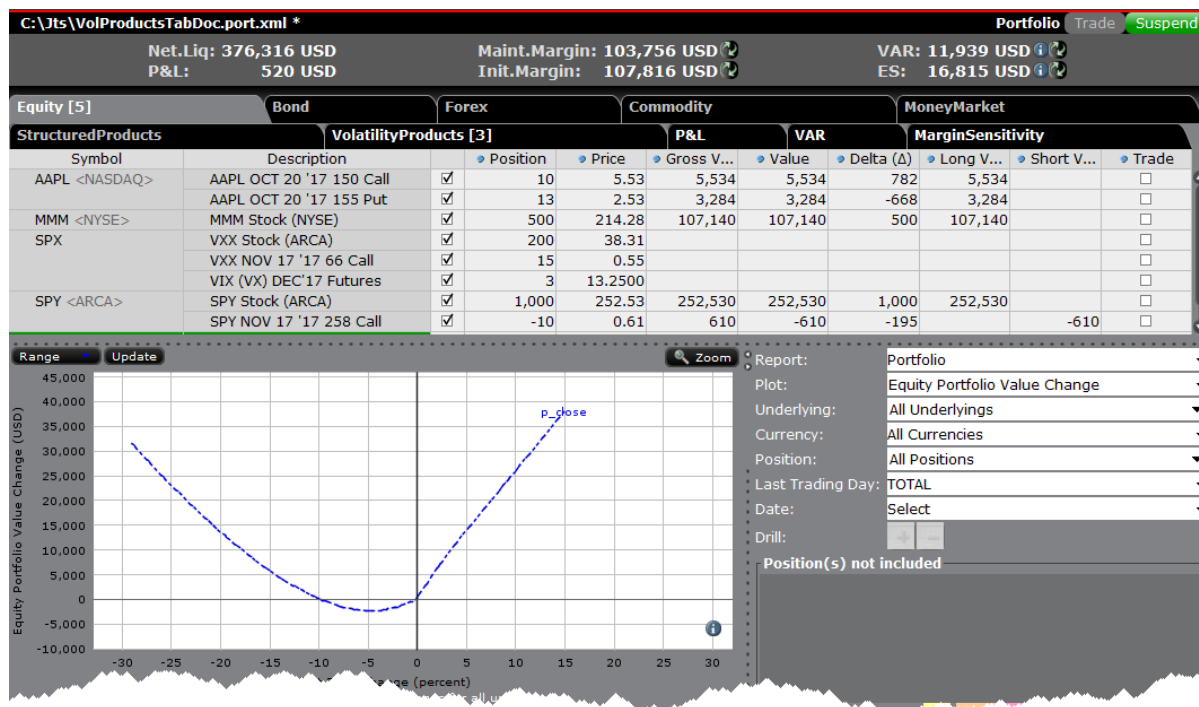 C:\Jts\VolProductsTabDoc.port.xml * Portfolio Trade Suspend
Net.Liq: 376,316 USD Maint.Margin: 103,756 USD VAR: 11,939 USD
P&L: 520 USD Init.Margin: 107,816 USD ES: 16,815 USD
Equity [5] Bond Forex Commodity MoneyMarket
StructuredProducts VolatilityProducts [3] P&L VAR MarginSensitivity
Symbol Description Position Price Gross V... Value Delta (Δ) Long V... Short V... Trade
AAPL <NASDAQ> AAPL OCT 20 '17 150 Call 10 5.53 5,534 5,534 782 5,534
AAPL OCT 20 '17 155 Put 13 2.53 3,284 3,284 -668 3,284
MMM <NYSE> MMM Stock (NYSE) 500 214.28 107,140 107,140 500 107,140
SPX VXX Stock (ARCA) 200 38.31
VXX NOV 17 '17 66 Call 15 0.55
VIX (VX) DEC'17 Futures 3 13.2500
SPY <ARCA> SPY Stock (ARCA) 1,000 252.53 252,530 252,530 1,000 252,530
SPY NOV 17 '17 258 Call -10 0.61 610 -610 -195 -610
Range Update Zoom
Equity Portfolio Value Change (USD)
45,000
40,000
35,000
30,000
25,000
20,000
15,000
10,000
5,000
0
-5,000
-10,000
p_close
-30 -25 -20 -15 -10 -5 0 5 10 15 20 25 30
(percent)
Report: Portfolio
Plot: Equity Portfolio Value Change
Underlying: All Underlyings
Currency: All Currencies
Position: All Positions
Last Trading Day: TOTAL
Date: Select
Drill: + -
Position(s) not included